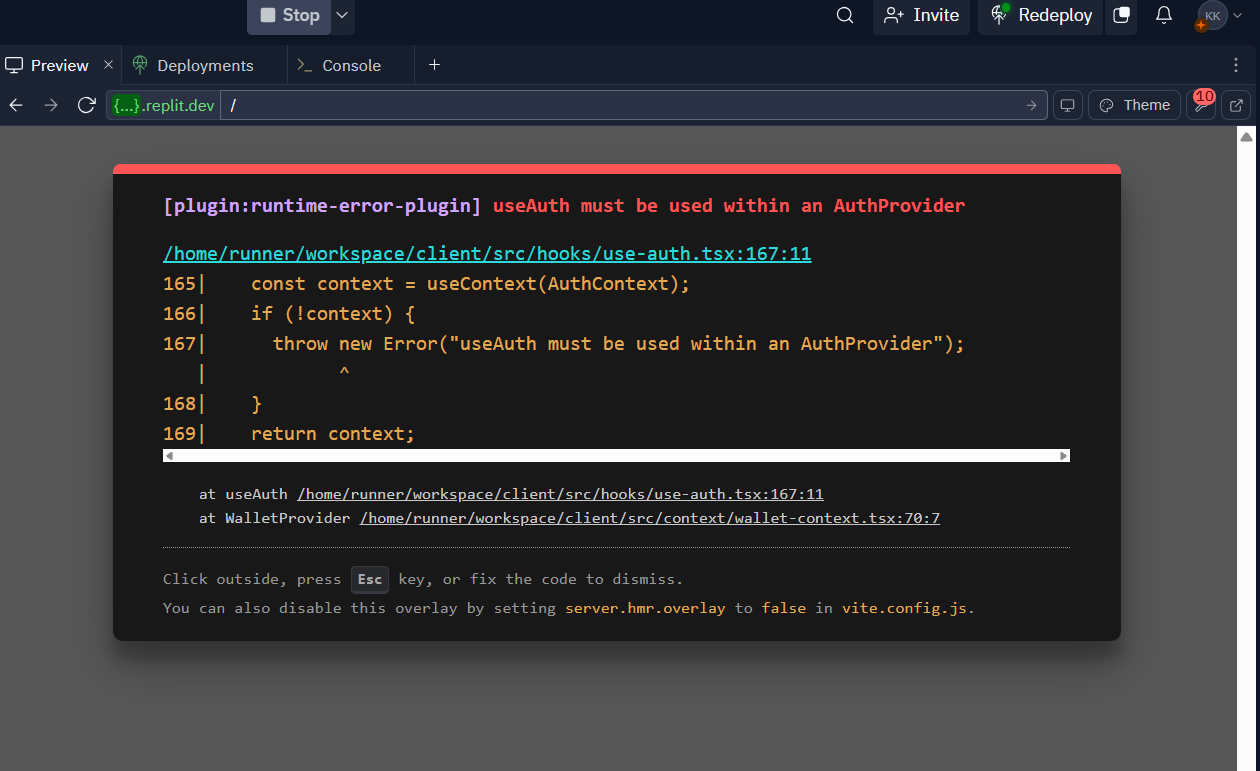 Stop
Invite
Redeploy
KK
Preview
Deployments
Console
{...}.replit.dev
/
Theme
10
[plugin:runtime-error-plugin] useAuth must be used within an AuthProvider
/home/runner/workspace/client/src/hooks/use-auth.tsx:167:11
165|    const context = useContext(AuthContext);
166|    if (!context) {
167|      throw new Error("useAuth must be used within an AuthProvider");
   |            ^
168|    }
169|    return context;
at useAuth /home/runner/workspace/client/src/hooks/use-auth.tsx:167:11
at WalletProvider /home/runner/workspace/client/src/context/wallet-context.tsx:70:7
Click outside, press Esc key, or fix the code to dismiss.
You can also disable this overlay by setting server.hmr.overlay to false in vite.config.js.